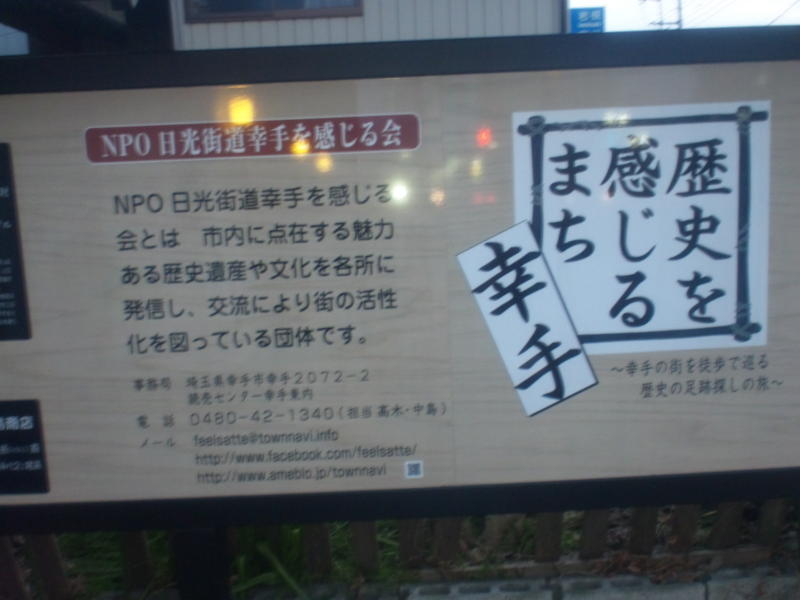 NPO 日光街道幸手を感じる会
NPO 日光街道幸手を感じる
会とは　市内に点在する魅力
ある歴史遺産や文化を各所に
発信し、交流により街の活性
化を図っている団体です。
事務局　埼玉県幸手市幸手2072-2
読売センター幸手東内
電　話　0480-42-1340(担当 高木・中島)
メール　feelsatte@townnavi.info
http://www.facebook.com/feelsatte/
http://www.ameblo.jp/townnavi
歴史を
感じる
まち
幸手
～幸手の街を徒歩で巡る
歴史の足跡探しの旅～